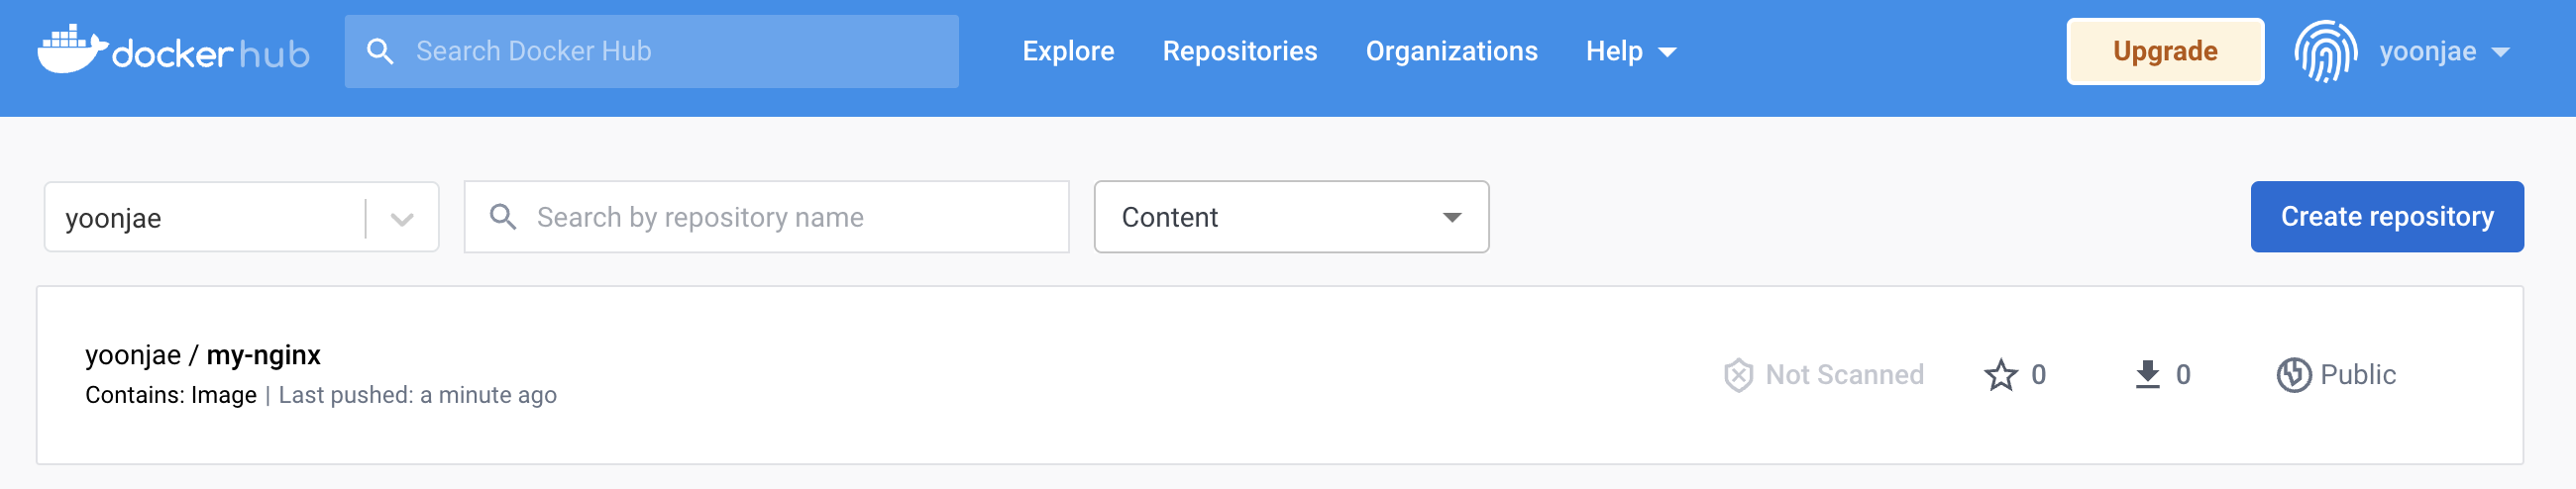 docker hub
Search Docker Hub
Explore
Repositories
Organizations
Help
Upgrade
yoonjae
yoonjae
Search by repository name
Content
Create repository
yoonjae / my-nginx
Contains: Image | Last pushed: a minute ago
Not Scanned
0
0
Public